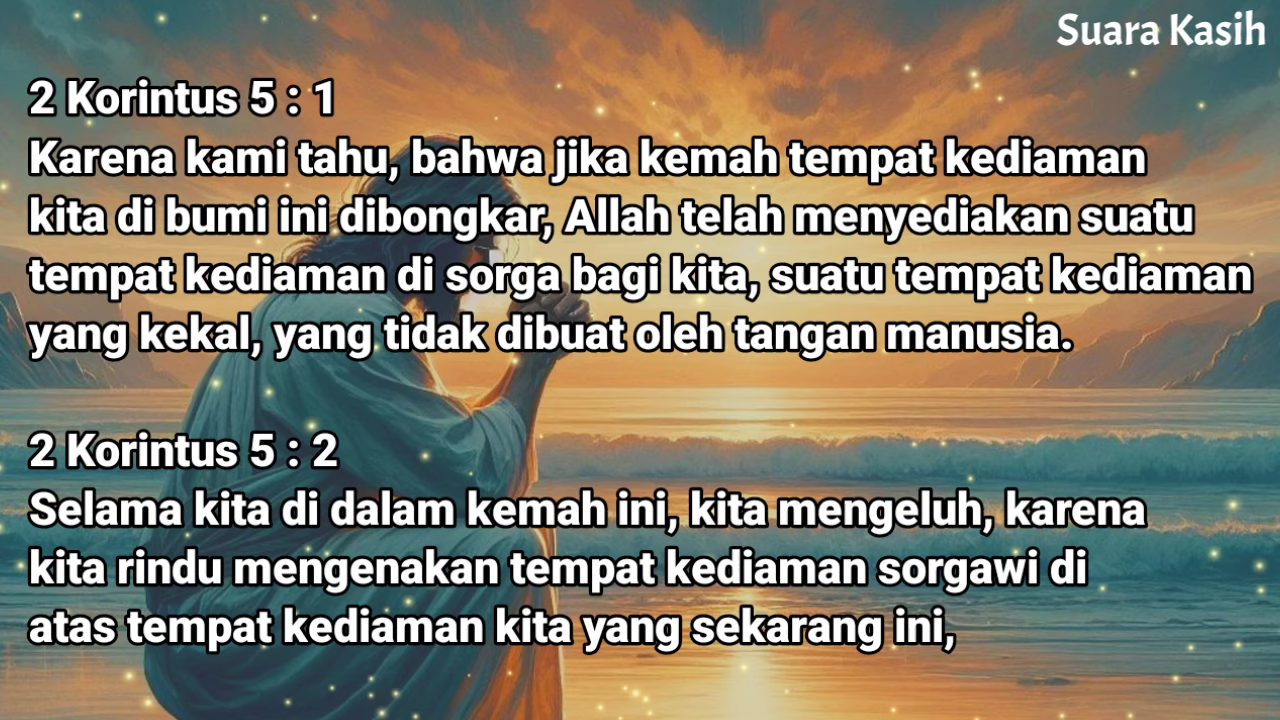 Suara Kasih
2 Korintus 5 : 1
Karena kami tahu, bahwa jika kemah tempat kediaman
kita di bumi ini dibongkar, Allah telah menyediakan suatu
tempat kediaman di sorga bagi kita, suatu tempat kediaman
yang kekal, yang tidak dibuat oleh tangan manusia.
2 Korintus 5 : 2
Selama kita di dalam kemah ini, kita mengeluh, karena
kita rindu mengenakan tempat kediaman sorgawi di
atas tempat kediaman kita yang sekarang ini,